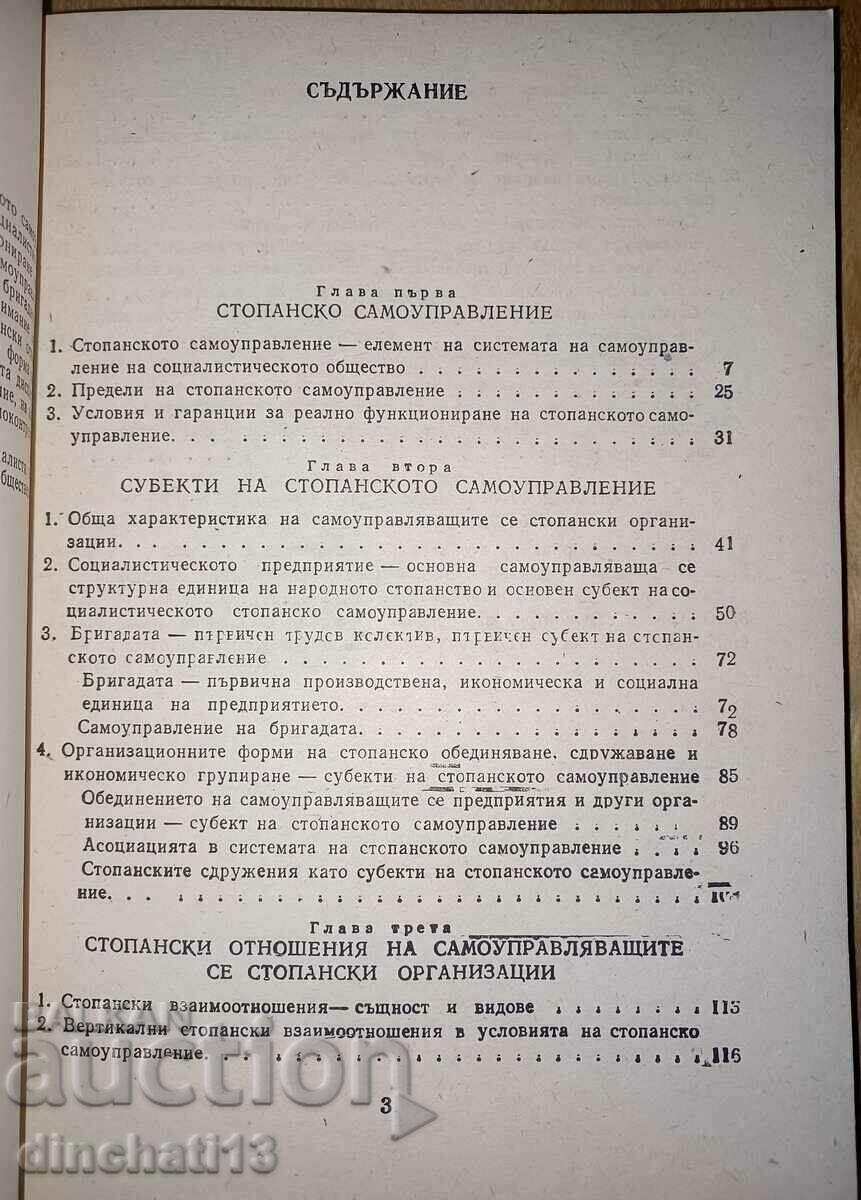 СЪДЪРЖАНИЕ
Глава първа
СТОПАНСКО САМОУПРАВЛЕНИЕ
1. Стопанското самоуправление — елемент на системата на самоуправ-
ление на социалистическото общество . . . . . . . . . . . . . . . 7
2. Предели на стопанското самоуправление . . . . . . . . . . . . . 25
3. Условия и гаранции за реално функциониране на стопанското само-
управление. . . . . . . . . . . . . . . . . . . . . . . . . . . 31
Глава втора
СУБЕКТИ НА СТОПАНСКОТО САМОУПРАВЛЕНИЕ
1. Обща характеристика на самоуправляващите се стопански органи-
зации. . . . . . . . . . . . . . . . . . . . . . . . . . . . . . 41
2. Социалистическото предприятие — основна самоуправляваща се
структурна единица на народното стопанство и основен субект на со-
циалистическото стопанско самоуправление. . . . . . . . . . . 50
3. Бригадата — първичен трудов колектив, първичен субект на стопан-
ското самоуправление . . . . . . . . . . . . . . . . . . . . . 72
Бригадата — първична производствена, икономическа и социална
единица на предприятието. . . . . . . . . . . . . . . . . . . 72
Самоуправление на бригадата. . . . . . . . . . . . . . . . . . 78
4. Организационните форми на стопанско обединяване, сдружаване и
икономическо групиране — субекти на стопанското самоуправление 85
Обединението на самоуправляващите се предприятия и други орга-
низации — субект на стопанското самоуправление . . . . . . 89
Асоциацията в системата на стопанското самоуправление . . . . 96
Стопанските сдружения като субекти на стопанското самоуправле-
ние. . . . . . . . . . . . . . . . . . . . . . . . . . . . . .
Глава трета
СТОПАНСКИ ОТНОШЕНИЯ НА САМОУПРАВЛЯВАЩИТЕ
СЕ СТОПАНСКИ ОРГАНИЗАЦИИ
1. Стопански взаимоотношения — същност и видове . . . . . . . 115
2. Вертикални стопански взаимоотношения в условията на стопанско
самоуправление. . . . . . . . . . . . . . . . . . . . . . . . . 116
3
BALKAN
auction
dinchati13